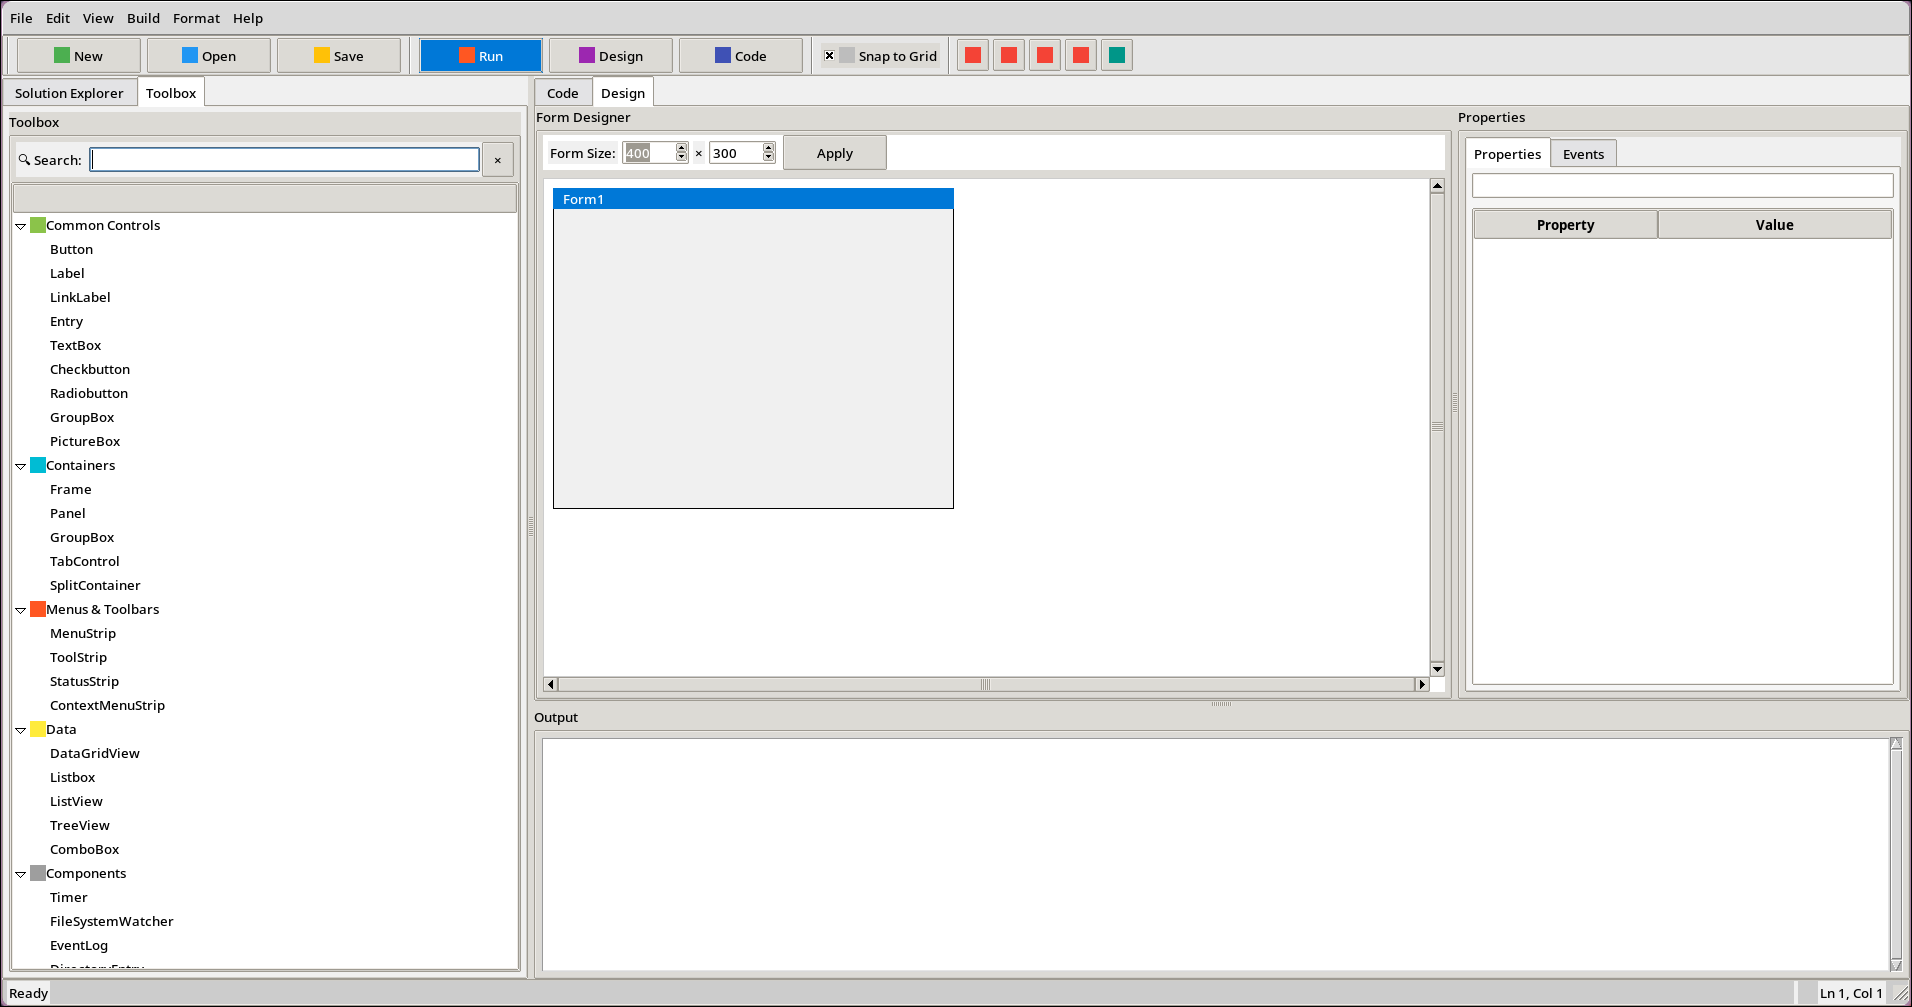 File Edit View Build Format Help
New Open Save Run Design Code Snap to Grid
Solution Explorer Toolbox
Toolbox
Search: ×
Common Controls
Button
Label
LinkLabel
Entry
TextBox
Checkbutton
Radiobutton
GroupBox
PictureBox
Containers
Frame
Panel
GroupBox
TabControl
SplitContainer
Menus & Toolbars
MenuStrip
ToolStrip
StatusStrip
ContextMenuStrip
Data
DataGridView
Listbox
ListView
TreeView
ComboBox
Components
Timer
FileSystemWatcher
EventLog
DirectoryEntry
Code Design
Form Designer
Form Size: 400 × 300 Apply
Form1
Properties
Properties Events
Property Value
Output
Ready Ln 1, Col 1